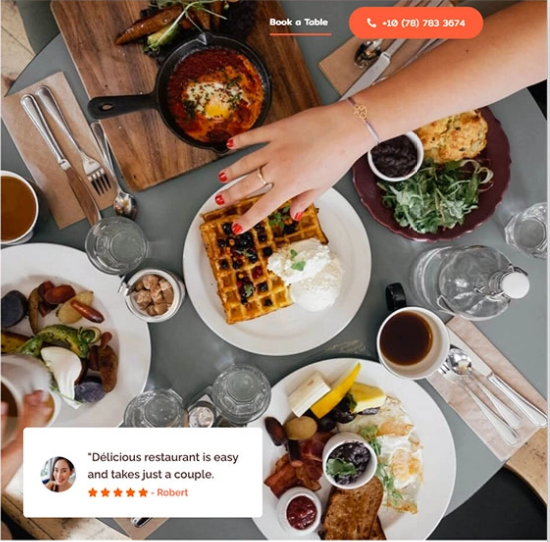 Book a Table
+10 (78) 783 3674
"Délicious restaurant is easy
and takes just a couple.
- Robert